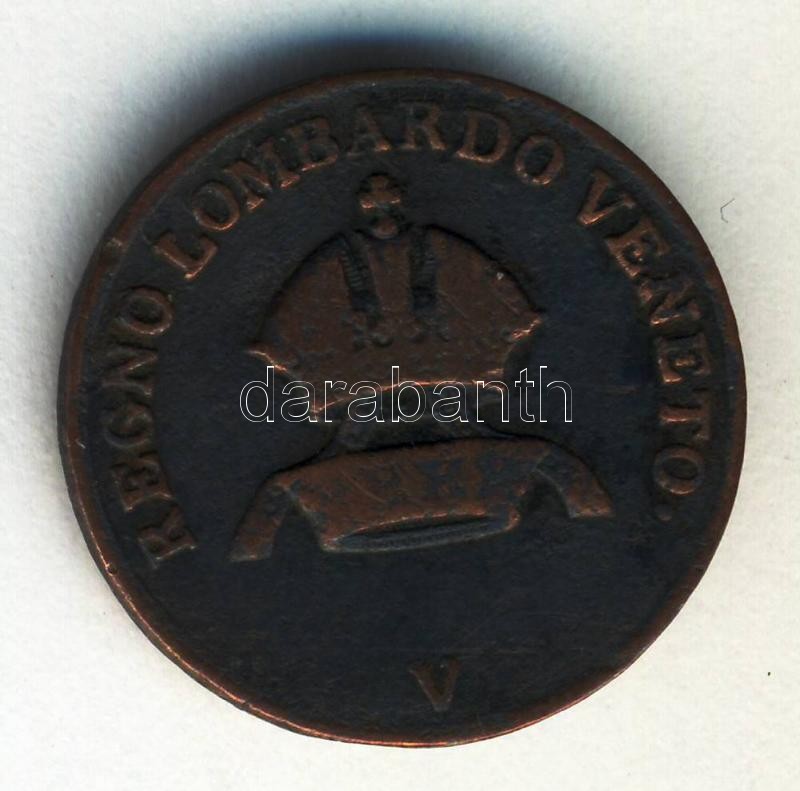 REGNO LOMBARDO VENETO.
darabanth
V